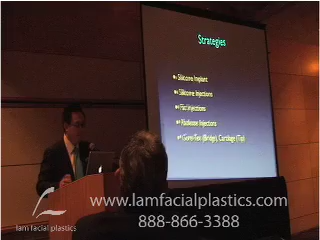 Strategies
Silicone Implant
Silicone Injections
Fat Injections
Radiesse Injections
Gore-Tex (Bridge), Cartilage (Tip)
www.lamfacialplastics.com
888-866-3388
lam facial plastics